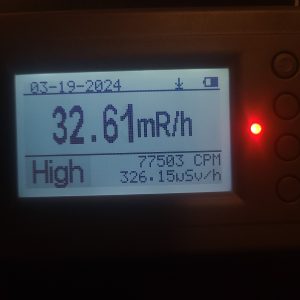 03-19-2024
32.61mR/h
High
77503 CPM
326.15uSv/h